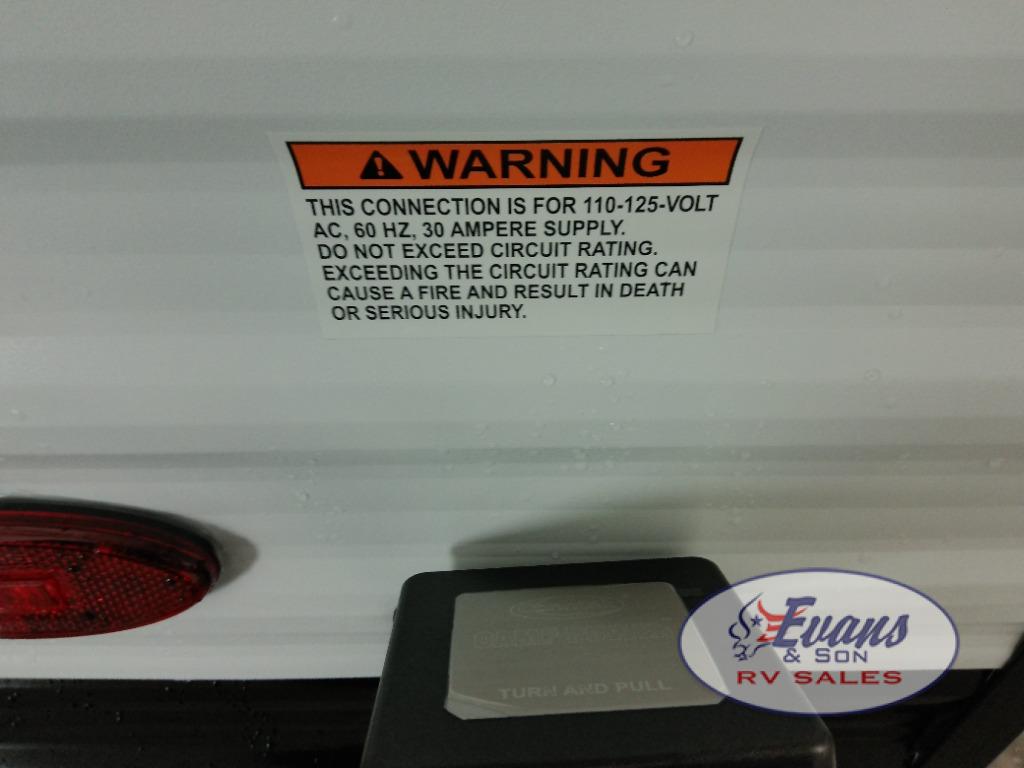 WARNING
THIS CONNECTION IS FOR 110-125-VOLT
AC, 60 HZ, 30 AMPERE SUPPLY.
DO NOT EXCEED CIRCUIT RATING.
EXCEEDING THE CIRCUIT RATING CAN
CAUSE A FIRE AND RESULT IN DEATH
OR SERIOUS INJURY.
TURN AND PULL
Evans
& SON
RV SALES